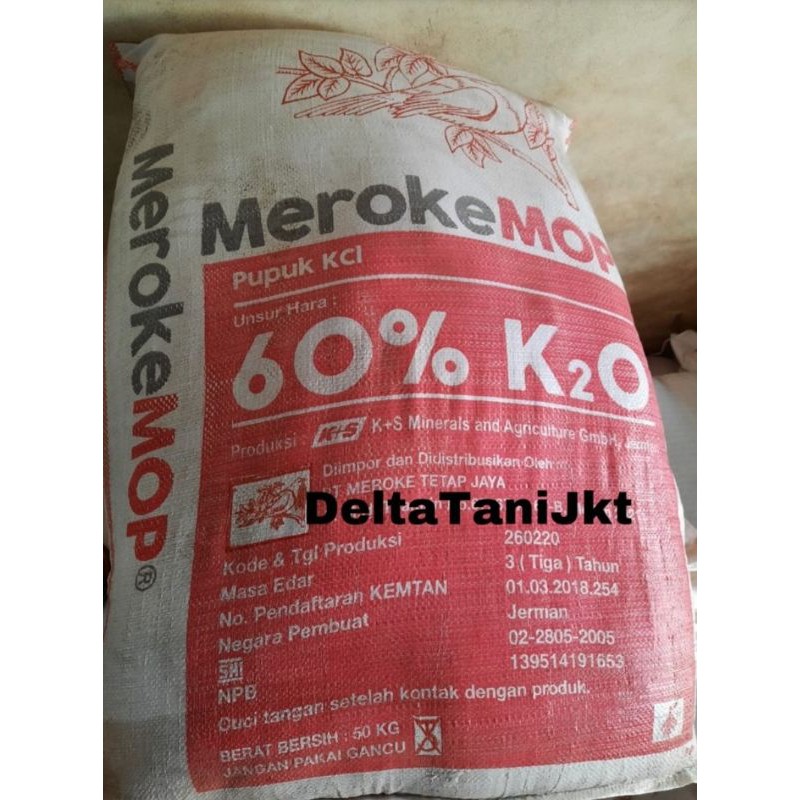 MerokeMOP
MerokeMOP®
Pupuk KCl
Unsur Hara :
60% K₂O
Produksi : K+S K+S Minerals and Agriculture GmbH, Jerman
Diimpor dan Didistribusikan Oleh :
PT MEROKE TETAP JAYA
DeltaTaniJkt
Kode & Tgl Produksi 260220
Masa Edar 3 ( Tiga ) Tahun
No. Pendaftaran KEMTAN 01.03.2018.254
Negara Pembuat Jerman
SNI 02-2805-2005
NPB 139514191653
Cuci tangan setelah kontak dengan produk.
BERAT BERSIH : 50 KG
JANGAN PAKAI GANCU